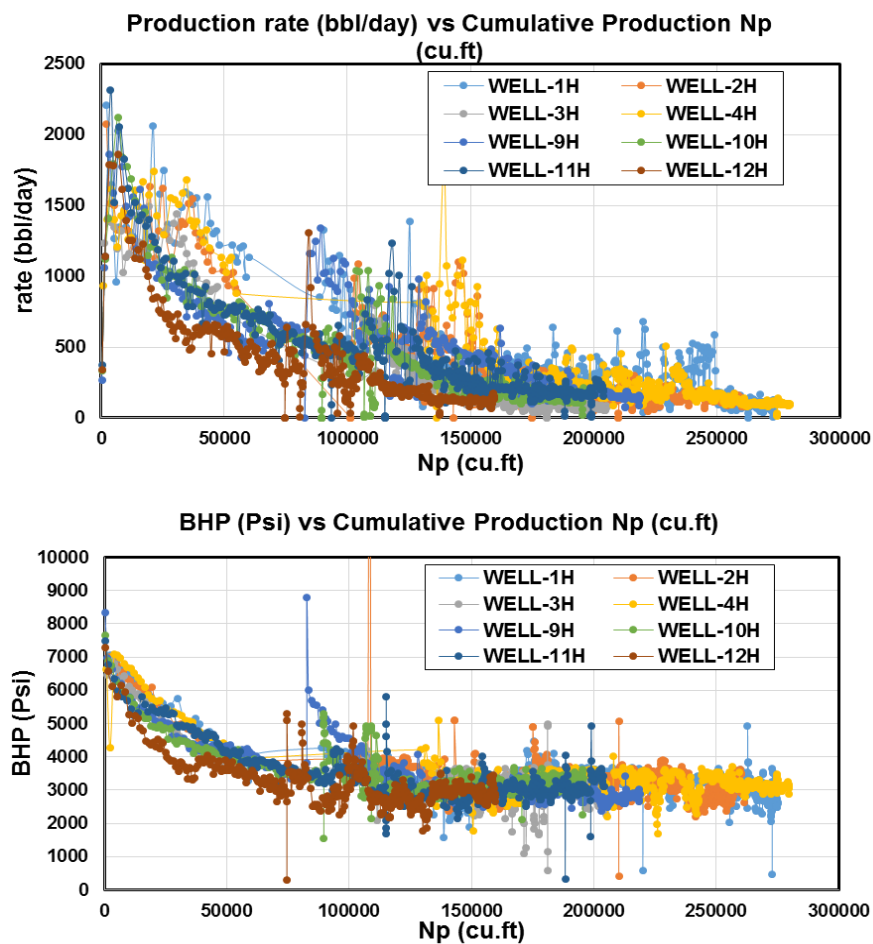 Production rate (bbl/day) vs Cumulative Production Np
(cu.ft)
2500
2000
1500
1000
500
0
rate (bbl/day)
WELL-1H WELL-2H
WELL-3H WELL-4H
WELL-9H WELL-10H
WELL-11H WELL-12H
0 50000 100000 150000 200000 250000 300000
Np (cu.ft)
BHP (Psi) vs Cumulative Production Np (cu.ft)
10000
9000
8000
7000
6000
5000
4000
3000
2000
1000
0
BHP (Psi)
WELL-1H WELL-2H
WELL-3H WELL-4H
WELL-9H WELL-10H
WELL-11H WELL-12H
0 50000 100000 150000 200000 250000 300000
Np (cu.ft)